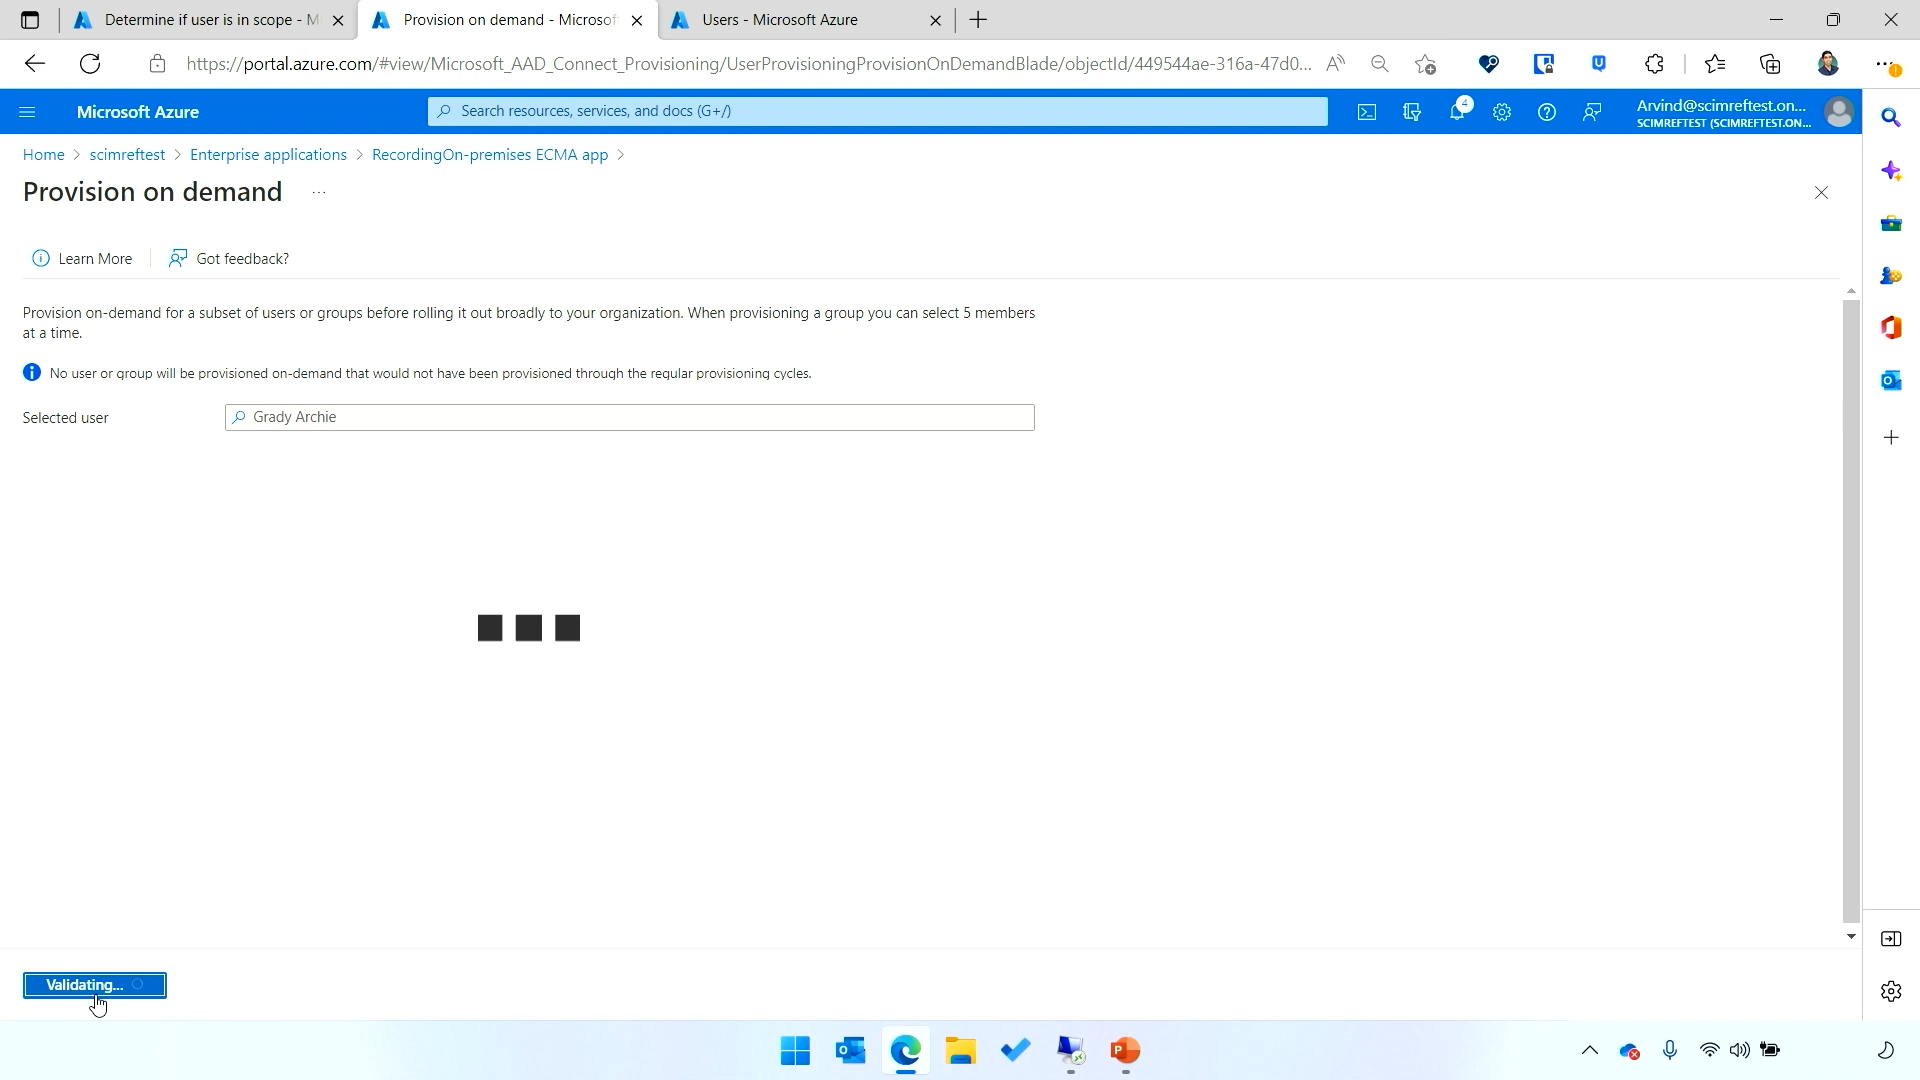 Determine if user is in scope - M
Provision on demand - Microsof
Users - Microsoft Azure
https://portal.azure.com/#view/Microsoft_AAD_Connect_Provisioning/UserProvisioningProvisionOnDemandBlade/objectId/449544ae-316a-47d0...
Microsoft Azure
Search resources, services, and docs (G+/)
4
Arvind@scimreftest.on...
SCIMREFTEST (SCIMREFTEST.ON...
Home > scimreftest > Enterprise applications > RecordingOn-premises ECMA app >
Provision on demand ...
Learn More
Got feedback?
Provision on-demand for a subset of users or groups before rolling it out broadly to your organization. When provisioning a group you can select 5 members
at a time.
No user or group will be provisioned on-demand that would not have been provisioned through the regular provisioning cycles.
Selected user
Grady Archie
Validating...